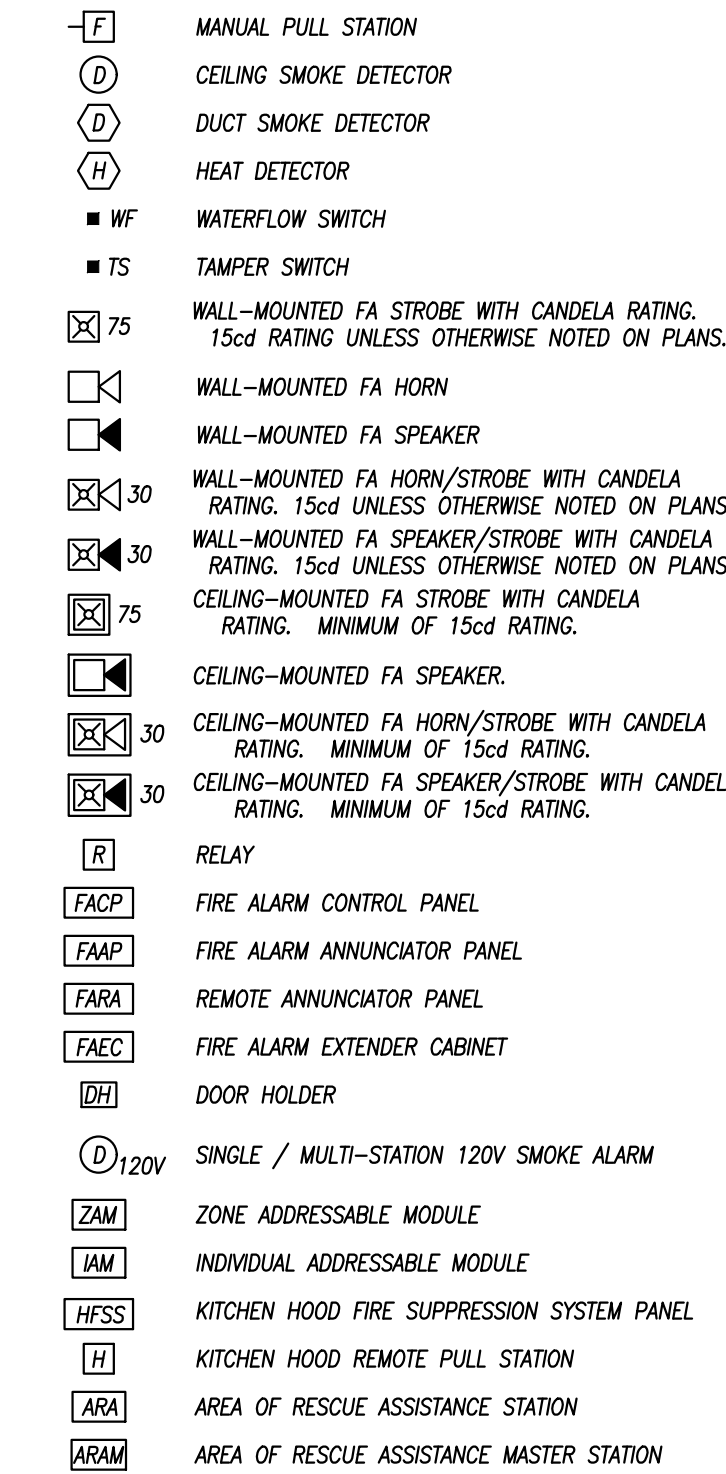 F MANUAL PULL STATION
D CEILING SMOKE DETECTOR
D DUCT SMOKE DETECTOR
H HEAT DETECTOR
WF WATERFLOW SWITCH
TS TAMPER SWITCH
75 WALL-MOUNTED FA STROBE WITH CANDELA RATING.
15cd RATING UNLESS OTHERWISE NOTED ON PLANS.
WALL-MOUNTED FA HORN
WALL-MOUNTED FA SPEAKER
30 WALL-MOUNTED FA HORN/STROBE WITH CANDELA
RATING. 15cd UNLESS OTHERWISE NOTED ON PLANS
30 WALL-MOUNTED FA SPEAKER/STROBE WITH CANDELA
RATING. 15cd UNLESS OTHERWISE NOTED ON PLANS
75 CEILING-MOUNTED FA STROBE WITH CANDELA
RATING. MINIMUM OF 15cd RATING.
CEILING-MOUNTED FA SPEAKER.
30 CEILING-MOUNTED FA HORN/STROBE WITH CANDELA
RATING. MINIMUM OF 15cd RATING.
30 CEILING-MOUNTED FA SPEAKER/STROBE WITH CANDEL
RATING. MINIMUM OF 15cd RATING.
R RELAY
FACP FIRE ALARM CONTROL PANEL
FAAP FIRE ALARM ANNUNCIATOR PANEL
FARA REMOTE ANNUNCIATOR PANEL
FAEC FIRE ALARM EXTENDER CABINET
DH DOOR HOLDER
D 120V SINGLE / MULTI-STATION 120V SMOKE ALARM
ZAM ZONE ADDRESSABLE MODULE
IAM INDIVIDUAL ADDRESSABLE MODULE
HFSS KITCHEN HOOD FIRE SUPPRESSION SYSTEM PANEL
H KITCHEN HOOD REMOTE PULL STATION
ARA AREA OF RESCUE ASSISTANCE STATION
ARAM AREA OF RESCUE ASSISTANCE MASTER STATION